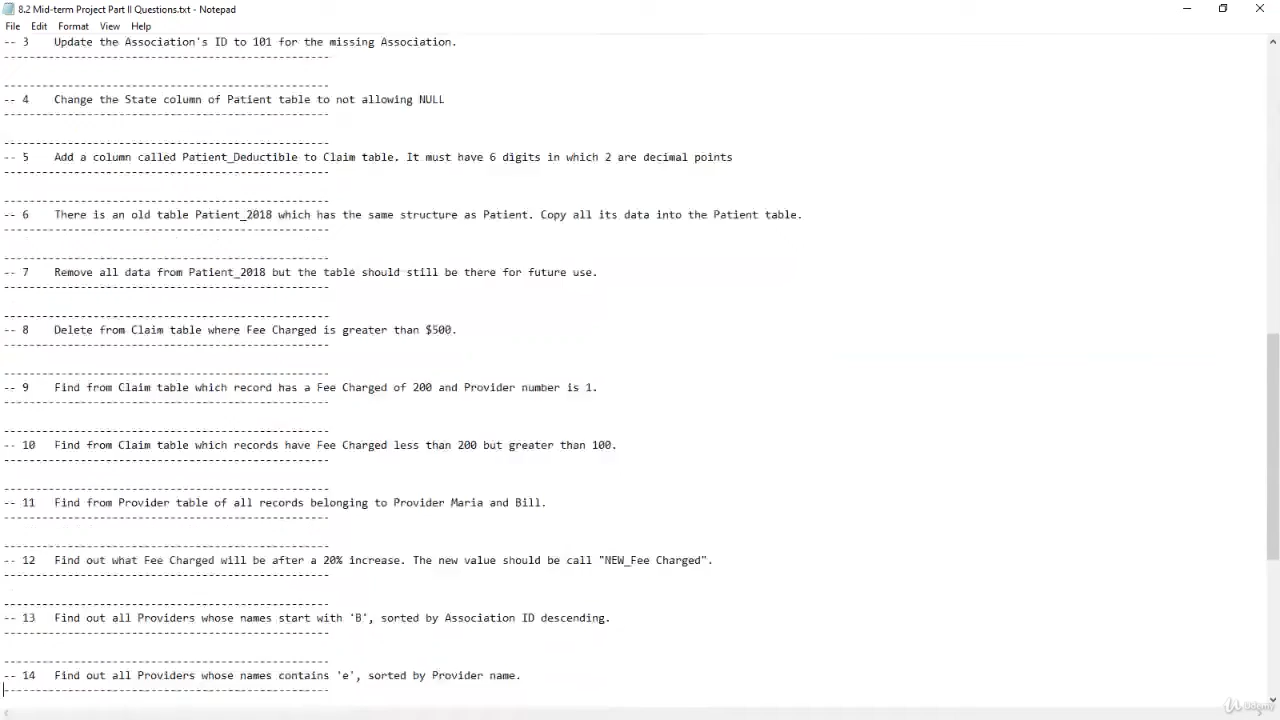 8.2 Mid-term Project Part II Questions.txt - Notepad
File Edit Format View Help
-- 3 Update the Association's ID to 101 for the missing Association.
---------------------------------------------------
---------------------------------------------------
-- 4 Change the State column of Patient table to not allowing NULL
---------------------------------------------------
---------------------------------------------------
-- 5 Add a column called Patient_Deductible to Claim table. It must have 6 digits in which 2 are decimal points
---------------------------------------------------
---------------------------------------------------
-- 6 There is an old table Patient_2018 which has the same structure as Patient. Copy all its data into the Patient table.
---------------------------------------------------
---------------------------------------------------
-- 7 Remove all data from Patient_2018 but the table should still be there for future use.
---------------------------------------------------
---------------------------------------------------
-- 8 Delete from Claim table where Fee Charged is greater than $500.
---------------------------------------------------
---------------------------------------------------
-- 9 Find from Claim table which record has a Fee Charged of 200 and Provider number is 1.
---------------------------------------------------
---------------------------------------------------
-- 10 Find from Claim table which records have Fee Charged less than 200 but greater than 100.
---------------------------------------------------
---------------------------------------------------
-- 11 Find from Provider table of all records belonging to Provider Maria and Bill.
---------------------------------------------------
---------------------------------------------------
-- 12 Find out what Fee Charged will be after a 20% increase. The new value should be call "NEW_Fee Charged".
---------------------------------------------------
---------------------------------------------------
-- 13 Find out all Providers whose names start with 'B', sorted by Association ID descending.
---------------------------------------------------
---------------------------------------------------
-- 14 Find out all Providers whose names contains 'e', sorted by Provider name.
---------------------------------------------------
Udemy